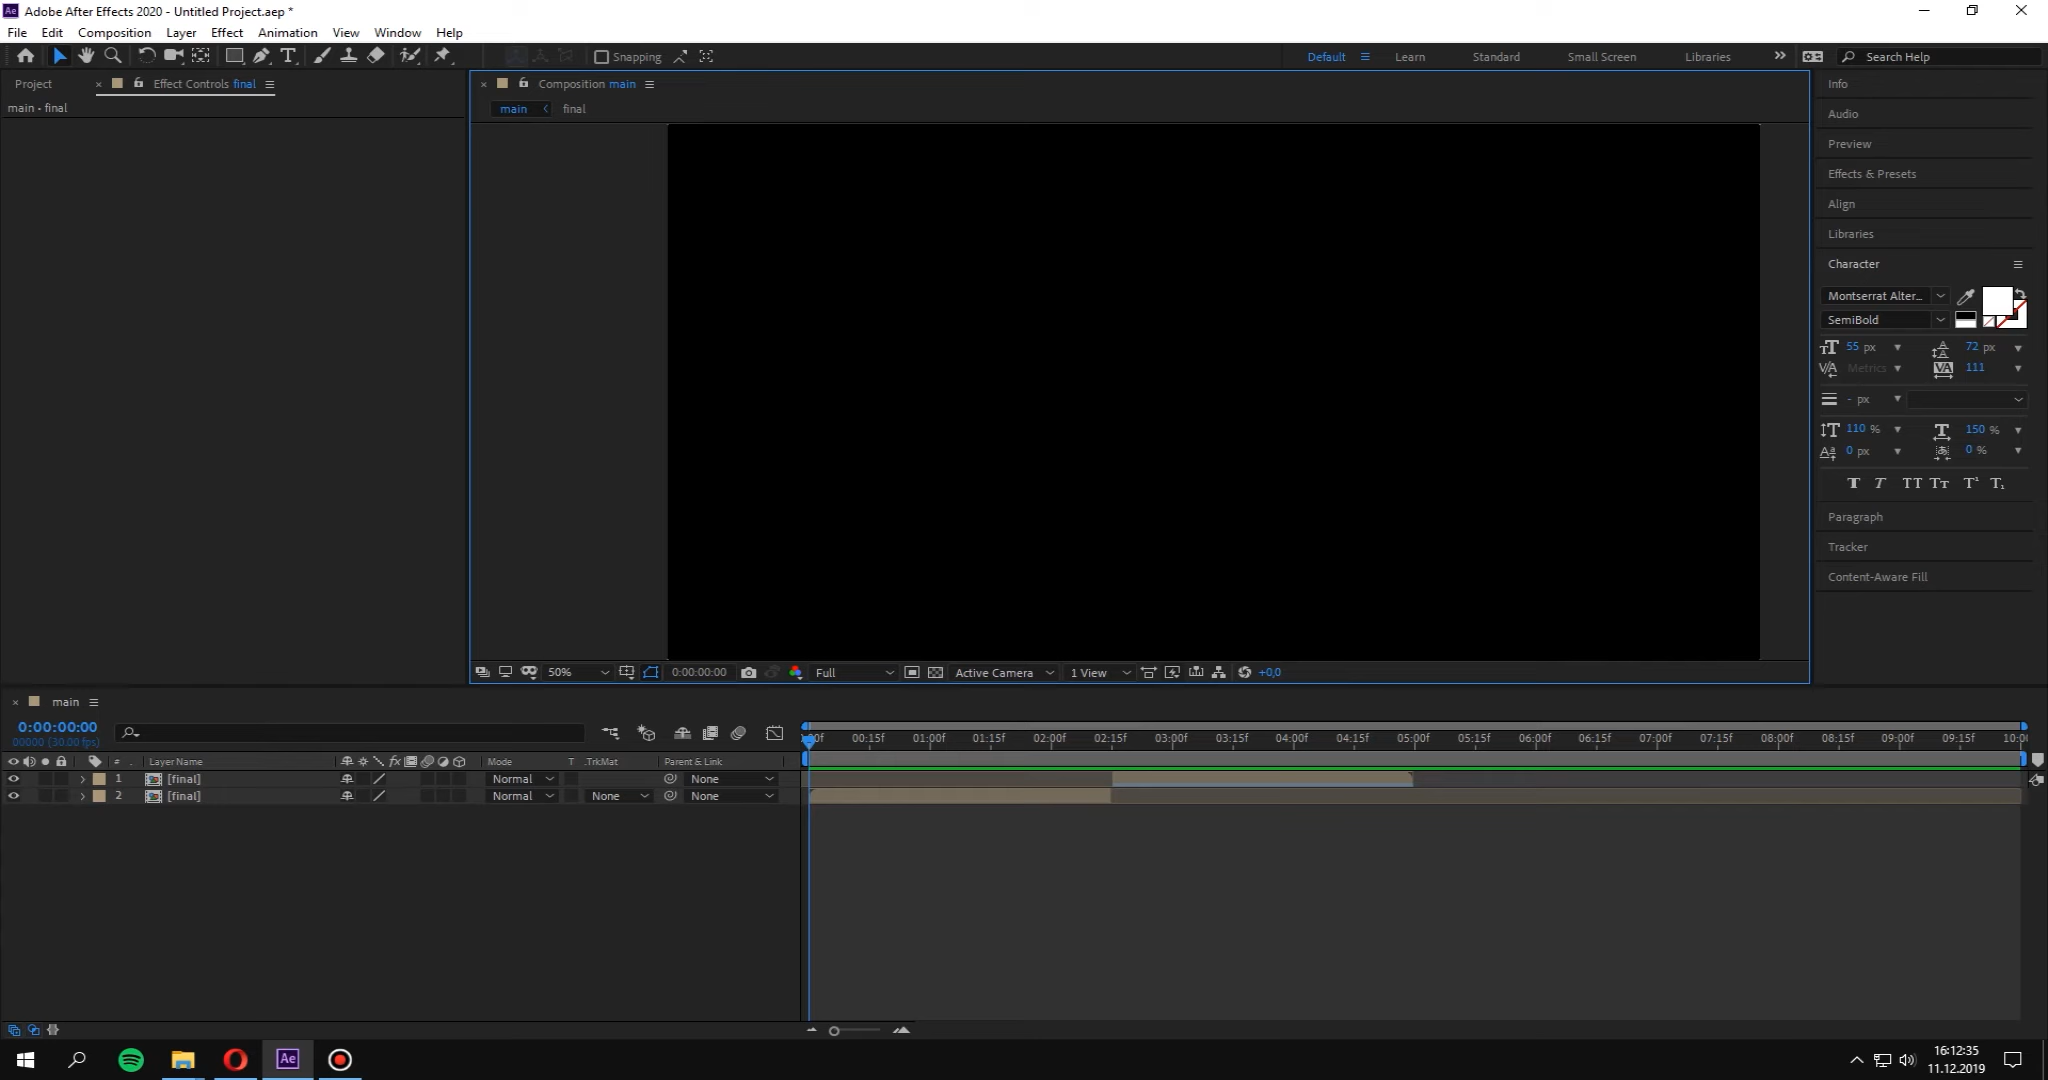 Adobe After Effects 2020 - Untitled Project.aep *
File Edit Composition Layer Effect Animation View Window Help
Snapping
Default Learn Standard Small Screen Libraries
Search Help
Project
Effect Controls final
main • final
Composition main
main final
50%
0:00:00:00
Full
Active Camera
1 View
+0,0
Info
Audio
Preview
Effects & Presets
Align
Libraries
Character
Montserrat Alter...
SemiBold
55 px
72 px
Metrics
111
- px
110 %
150 %
0 px
0 %
Paragraph
Tracker
Content-Aware Fill
main
0:00:00:00
00000 (30.00 fps)
00:15f 01:00f 01:15f 02:00f 02:15f 03:00f 03:15f 04:00f 04:15f 05:00f 05:15f 06:00f 06:15f 07:00f 07:15f 08:00f 08:15f 09:00f 09:15f
# Layer Name Mode T .TrkMat Parent & Link
1 [final] Normal None
2 [final] Normal None None
Ae
16:12:35
11.12.2019